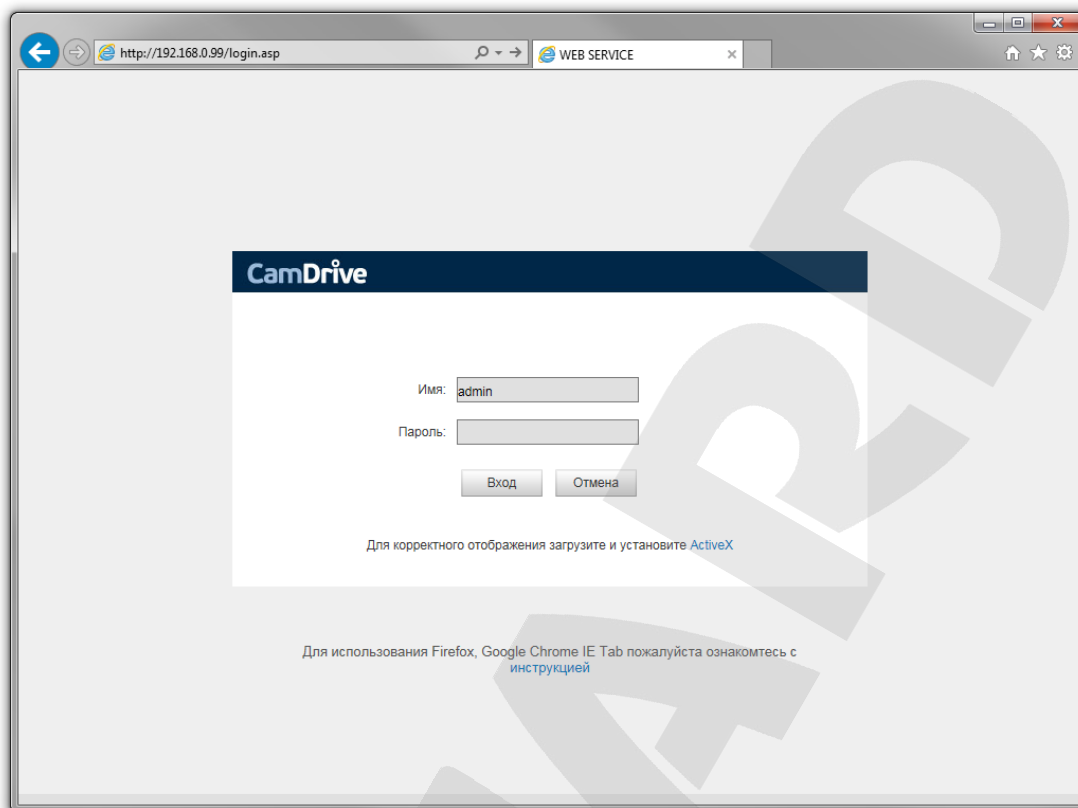 http://192.168.0.99/login.asp
WEB SERVICE
CamDrive
Имя: admin
Пароль:
Вход Отмена
Для корректного отображения загрузите и установите ActiveX
Для использования Firefox, Google Chrome IE Tab пожалуйста ознакомтесь с
инструкцией